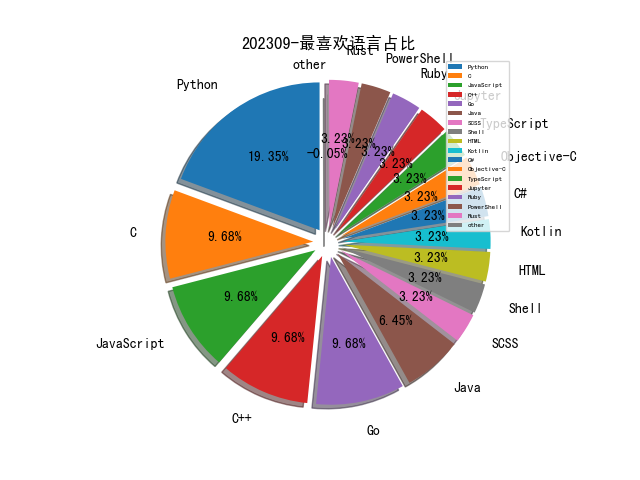 202309-最喜欢语言占比
Python
C
JavaScript
C++
Go
Java
SCSS
Shell
HTML
Kotlin
C#
Objective-C
TypeScript
Jupyter
Ruby
PowerShell
Rust
other
19.35%
9.68%
9.68%
9.68%
9.68%
6.45%
3.23%
3.23%
3.23%
3.23%
3.23%
3.23%
3.23%
3.23%
3.23%
3.23%
3.23%
-0.05%
Python
C
JavaScript
C++
Go
Java
SCSS
Shell
HTML
Kotlin
C#
Objective-C
TypeScript
Jupyter
Ruby
PowerShell
Rust
other